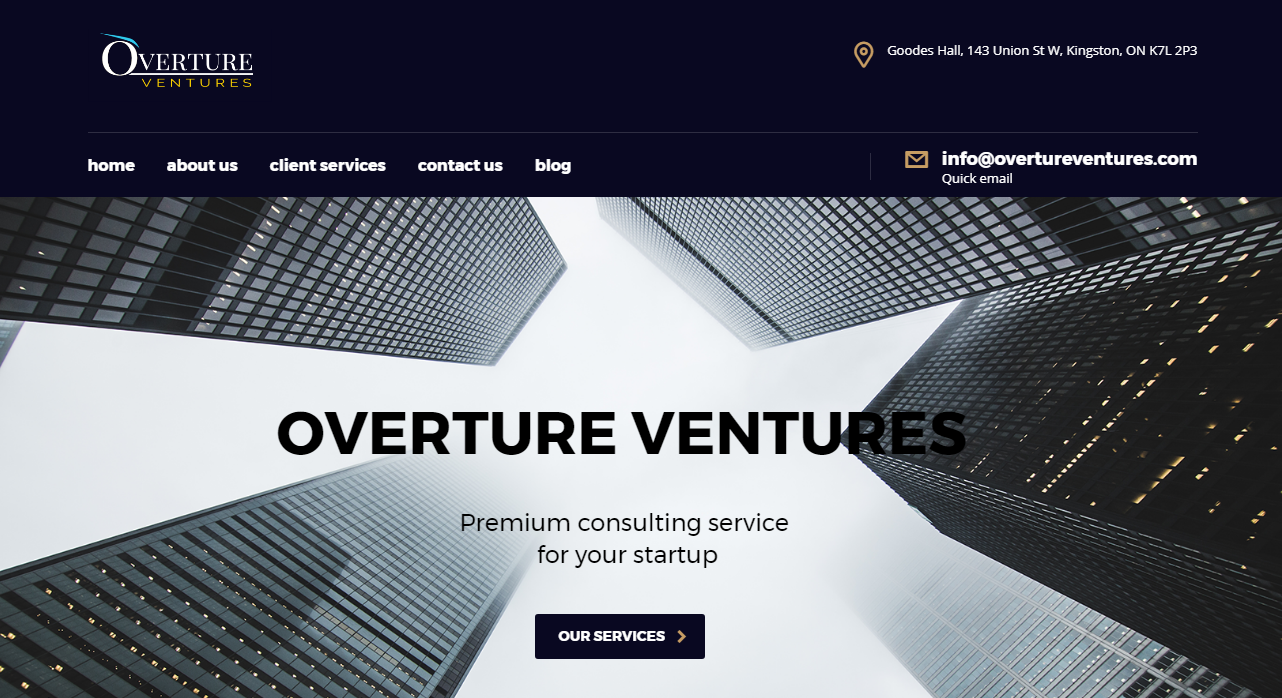 OVERTURE
VENTURES
Goodes Hall, 143 Union St W, Kingston, ON K7L 2P3
home about us client services contact us blog
info@overtureventures.com
Quick email
OVERTURE VENTURES
Premium consulting service
for your startup
OUR SERVICES